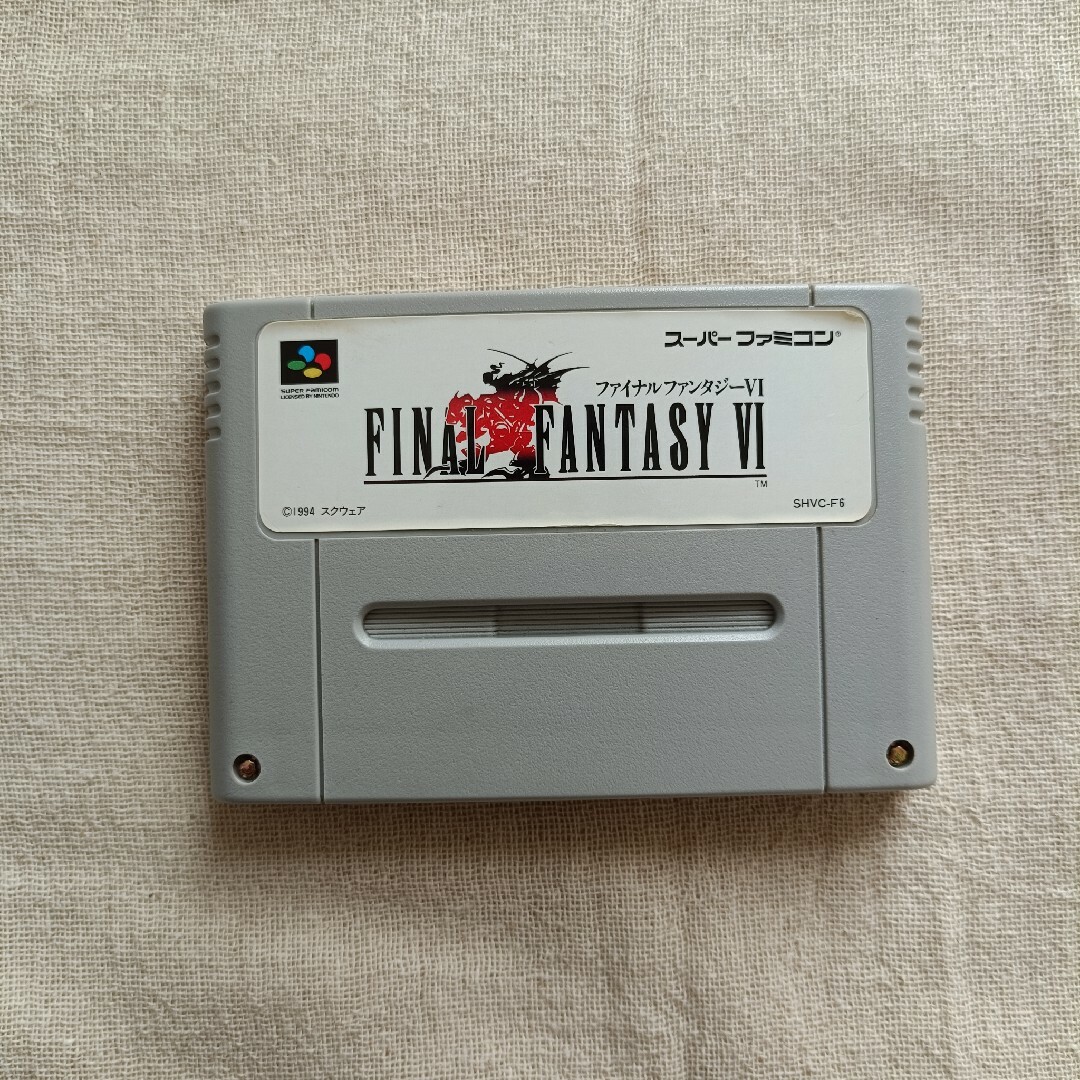 スーパーファミコン®
SUPER FAMICOM
LICENSED BY NINTENDO
ファイナルファンタジーVI
FINAL FANTASY VI
TM
©1994 スクウェア
SHVC-F6